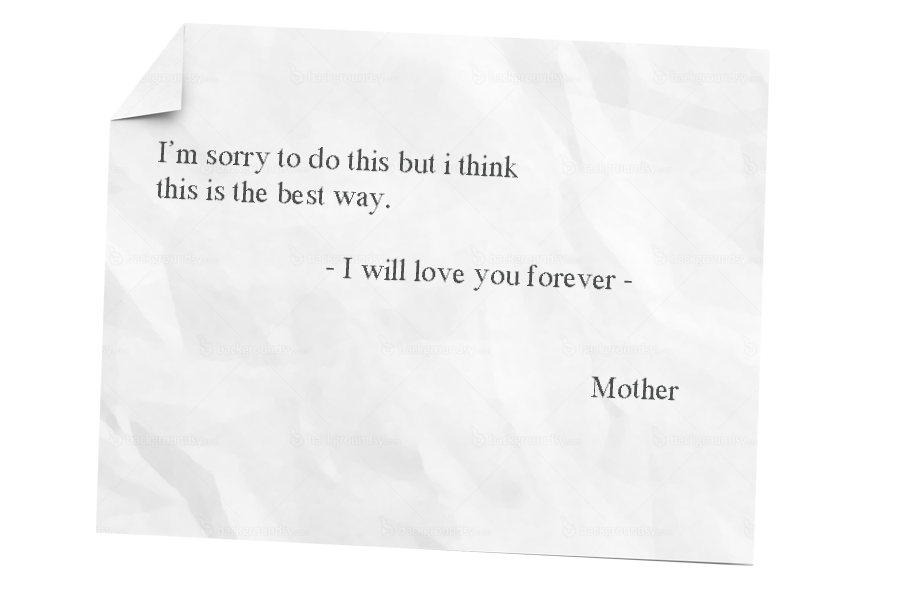 I'm sorry to do this but i think
this is the best way.
- I will love you forever -
Mother